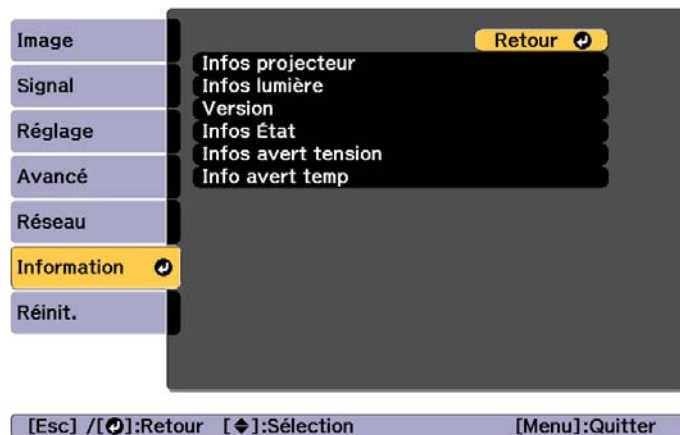 Image
Signal
Réglage
Avancé
Réseau
Information
Réinit.
Retour
Infos projecteur
Infos lumière
Version
Infos État
Infos avert tension
Info avert temp
[Esc] /[⏎]:Retour [◆]:Sélection [Menu]:Quitter